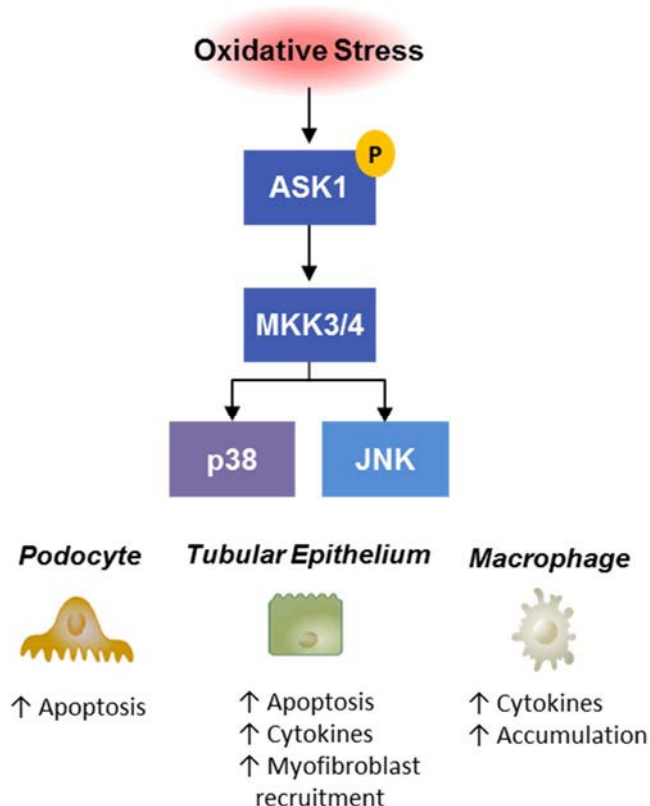 Oxidative Stress
P
ASK1
MKK3/4
p38
JNK
Podocyte
Tubular Epithelium
Macrophage
↑ Apoptosis
↑ Apoptosis
↑ Cytokines
↑ Myofibroblast
recruitment
↑ Cytokines
↑ Accumulation